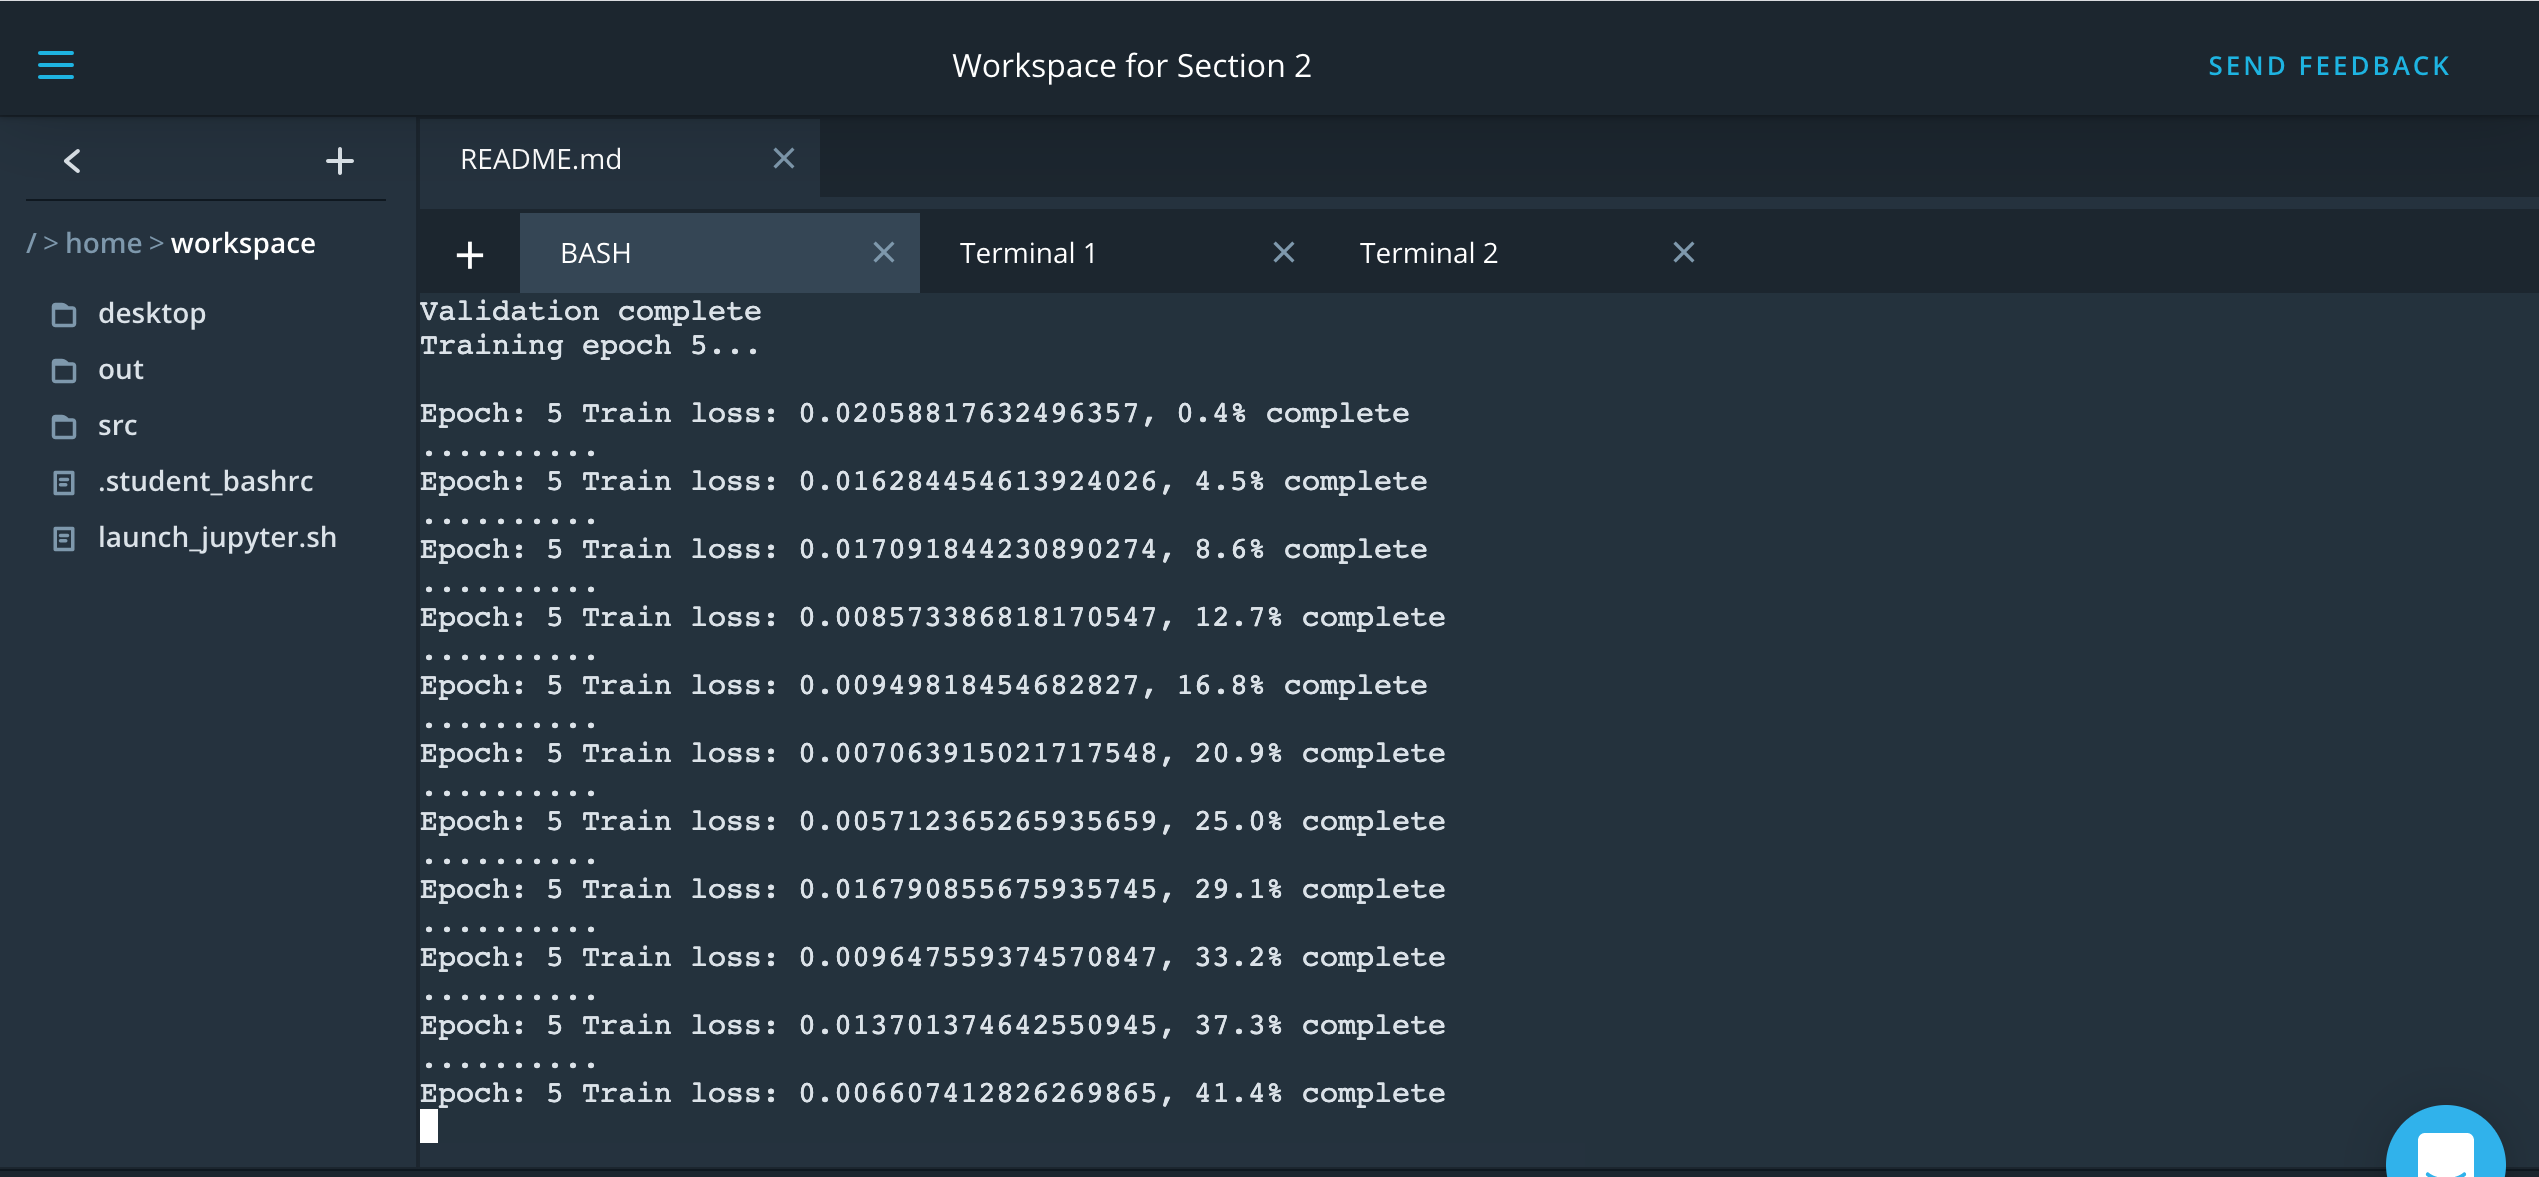 Workspace for Section 2
SEND FEEDBACK
/ > home > workspace
desktop
out
src
.student_bashrc
launch_jupyter.sh
README.md
BASH
Terminal 1
Terminal 2
Validation complete
Training epoch 5...
Epoch: 5 Train loss: 0.02058817632496357, 0.4% complete
..........
Epoch: 5 Train loss: 0.016284454613924026, 4.5% complete
..........
Epoch: 5 Train loss: 0.017091844230890274, 8.6% complete
..........
Epoch: 5 Train loss: 0.008573386818170547, 12.7% complete
..........
Epoch: 5 Train loss: 0.00949818454682827, 16.8% complete
..........
Epoch: 5 Train loss: 0.007063915021717548, 20.9% complete
..........
Epoch: 5 Train loss: 0.005712365265935659, 25.0% complete
..........
Epoch: 5 Train loss: 0.016790855675935745, 29.1% complete
..........
Epoch: 5 Train loss: 0.009647559374570847, 33.2% complete
..........
Epoch: 5 Train loss: 0.013701374642550945, 37.3% complete
..........
Epoch: 5 Train loss: 0.006607412826269865, 41.4% complete